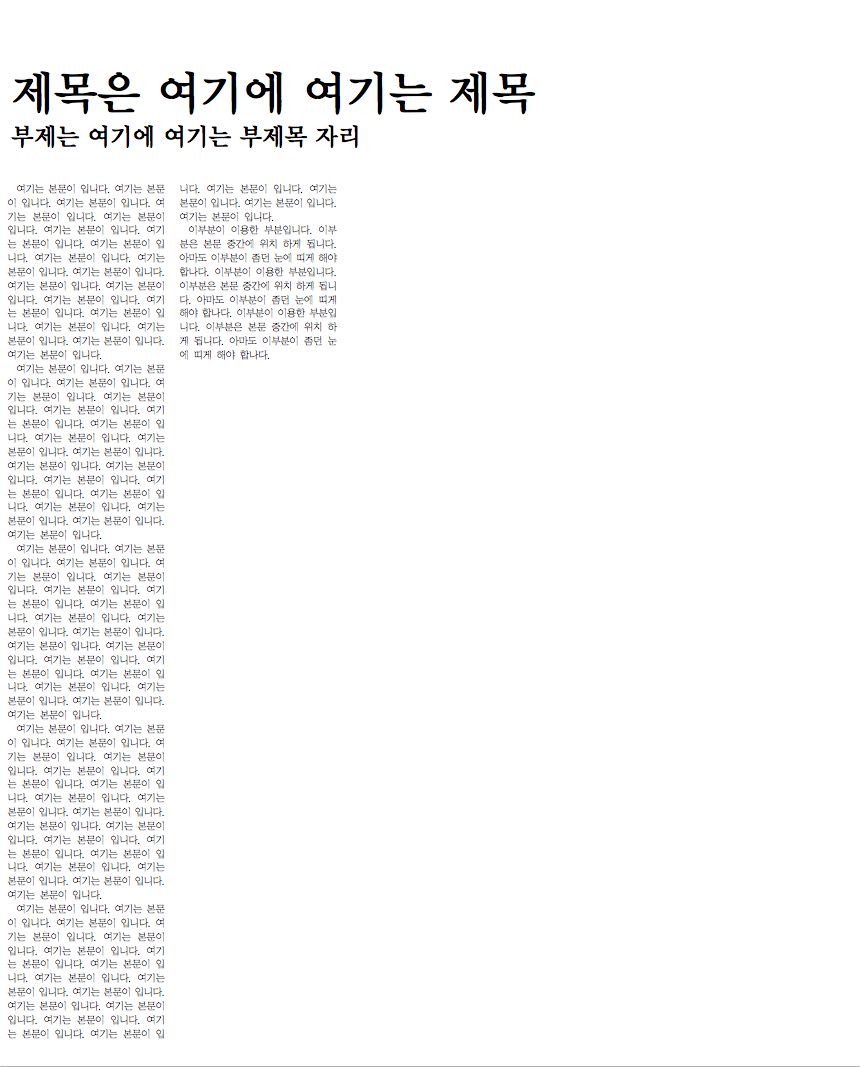 제목은 여기에 여기는 제목
부제는 여기에 여기는 부제목 자리
여기는 본문이 입니다. 여기는 본문
이 입니다. 여기는 본문이 입니다. 여
기는 본문이 입니다. 여기는 본문이
입니다. 여기는 본문이 입니다. 여기
는 본문이 입니다. 여기는 본문이 입
니다. 여기는 본문이 입니다. 여기는
본문이 입니다. 여기는 본문이 입니다.
여기는 본문이 입니다. 여기는 본문이
입니다. 여기는 본문이 입니다. 여기
는 본문이 입니다. 여기는 본문이 입
니다. 여기는 본문이 입니다. 여기는
본문이 입니다. 여기는 본문이 입니다.
여기는 본문이 입니다.
여기는 본문이 입니다. 여기는 본문
이 입니다. 여기는 본문이 입니다. 여
기는 본문이 입니다. 여기는 본문이
입니다. 여기는 본문이 입니다. 여기
는 본문이 입니다. 여기는 본문이 입
니다. 여기는 본문이 입니다. 여기는
본문이 입니다. 여기는 본문이 입니다.
여기는 본문이 입니다. 여기는 본문이
입니다. 여기는 본문이 입니다. 여기
는 본문이 입니다. 여기는 본문이 입
니다. 여기는 본문이 입니다. 여기는
본문이 입니다. 여기는 본문이 입니다.
여기는 본문이 입니다.
여기는 본문이 입니다. 여기는 본문
이 입니다. 여기는 본문이 입니다. 여
기는 본문이 입니다. 여기는 본문이
입니다. 여기는 본문이 입니다. 여기
는 본문이 입니다. 여기는 본문이 입
니다. 여기는 본문이 입니다. 여기는
본문이 입니다. 여기는 본문이 입니다.
여기는 본문이 입니다. 여기는 본문이
입니다. 여기는 본문이 입니다. 여기
는 본문이 입니다. 여기는 본문이 입
니다. 여기는 본문이 입니다. 여기는
본문이 입니다. 여기는 본문이 입니다.
여기는 본문이 입니다.
여기는 본문이 입니다. 여기는 본문
이 입니다. 여기는 본문이 입니다. 여
기는 본문이 입니다. 여기는 본문이
입니다. 여기는 본문이 입니다. 여기
는 본문이 입니다. 여기는 본문이 입
니다. 여기는 본문이 입니다. 여기는
본문이 입니다. 여기는 본문이 입니다.
여기는 본문이 입니다. 여기는 본문이
입니다. 여기는 본문이 입니다. 여기
는 본문이 입니다. 여기는 본문이 입
니다. 여기는 본문이 입니다. 여기는
본문이 입니다. 여기는 본문이 입니다.
여기는 본문이 입니다.
여기는 본문이 입니다. 여기는 본문
이 입니다. 여기는 본문이 입니다. 여
기는 본문이 입니다. 여기는 본문이
입니다. 여기는 본문이 입니다. 여기
는 본문이 입니다. 여기는 본문이 입
니다. 여기는 본문이 입니다. 여기는
본문이 입니다. 여기는 본문이 입니다.
여기는 본문이 입니다. 여기는 본문이
입니다. 여기는 본문이 입니다. 여기
는 본문이 입니다. 여기는 본문이 입
니다. 여기는 본문이 입니다. 여기는
본문이 입니다. 여기는 본문이 입니다.
여기는 본문이 입니다.
이부분이 이용한 부분입니다. 이부
분은 본문 중간에 위치 하게 됩니다.
아마도 이부분이 좀던 눈에 띠게 해야
합나다. 이부분이 이용한 부분입니다.
이부분은 본문 중간에 위치 하게 됩니
다. 아마도 이부분이 좀던 눈에 띠게
해야 합나다. 이부분이 이용한 부분입
니다. 이부분은 본문 중간에 위치 하
게 됩니다. 아마도 이부분이 좀던 눈
에 띠게 해야 합나다.